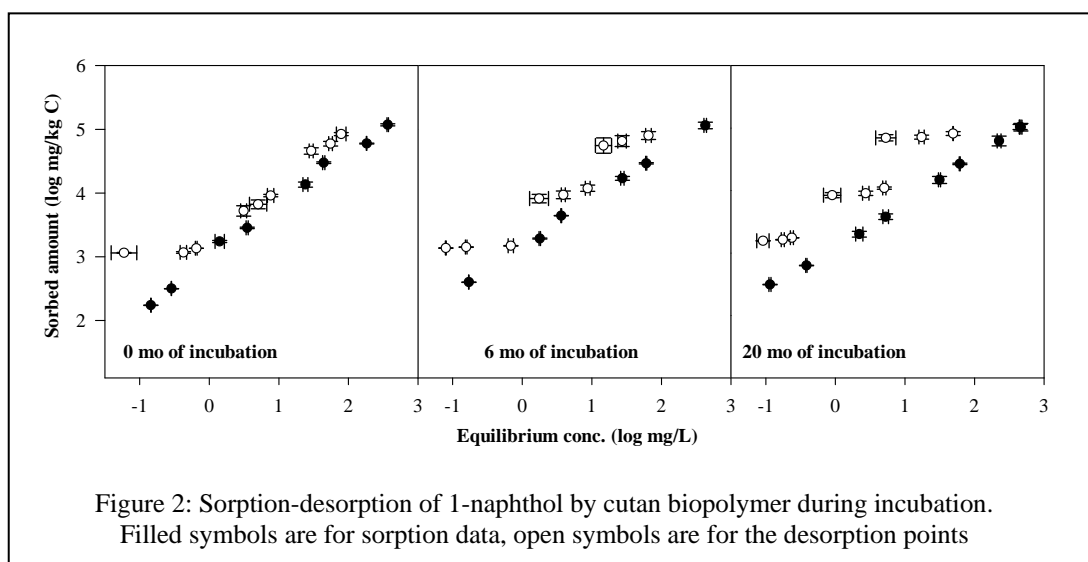 Sorbed amount (log mg/kg C)
6
5
4
3
2
0 mo of incubation
6 mo of incubation
20 mo of incubation
-1 0 1 2 3 -1 0 1 2 3 -1 0 1 2 3
Equilibrium conc. (log mg/L)
Figure 2: Sorption-desorption of 1-naphthol by cutan biopolymer during incubation.
Filled symbols are for sorption data, open symbols are for the desorption points